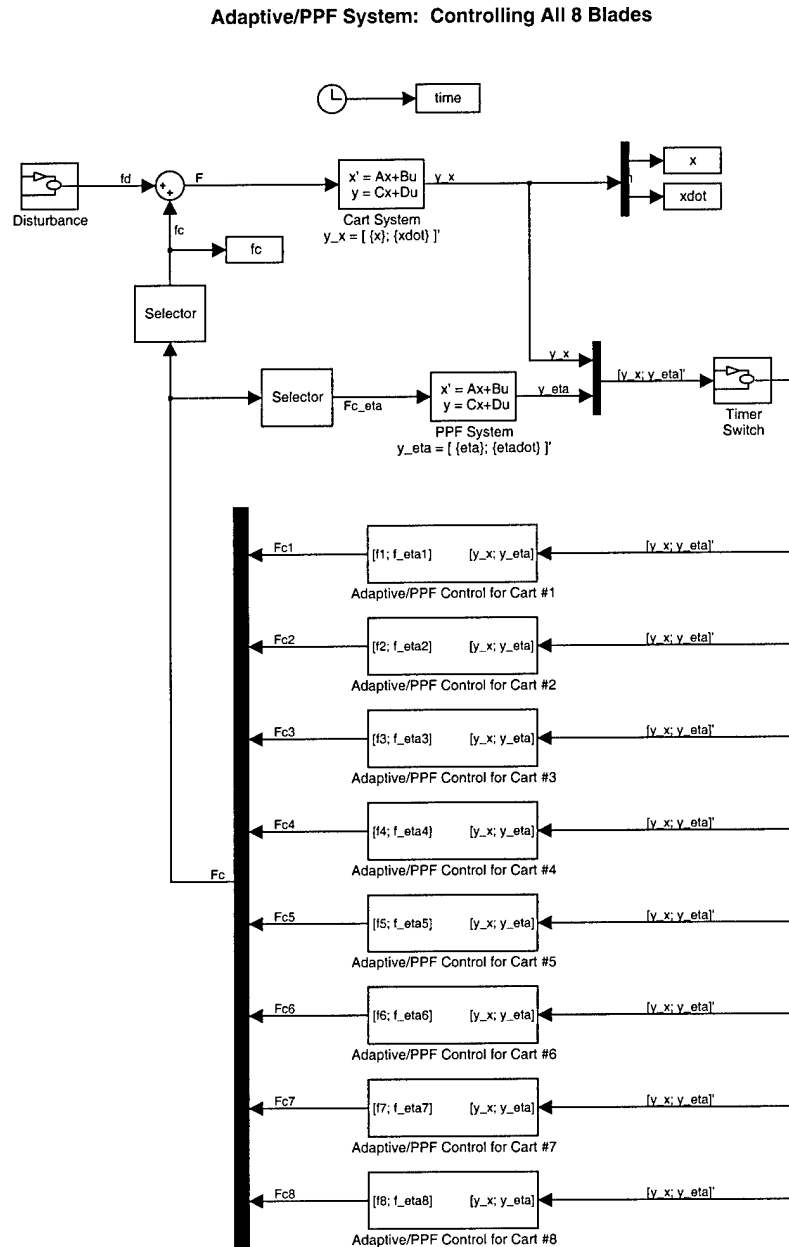 Adaptive/PPF System: Controlling All 8 Blades
time
fd
F
x' = Ax+Bu
y = Cx+Du
y_x
x
xdot
Disturbance
Cart System
y_x = [ {x}; {xdot} ]'
fc
fc
Selector
y_x
Selector
Fc_eta
x' = Ax+Bu
y = Cx+Du
y_eta
[y_x; y_eta]'
PPF System
y_eta = [ {eta}; {etadot} ]'
Timer
Switch
Fc1
[f1; f_eta1]
[y_x; y_eta]
[y_x; y_eta]'
Adaptive/PPF Control for Cart #1
Fc2
[f2; f_eta2]
[y_x; y_eta]
[y_x; y_eta]'
Adaptive/PPF Control for Cart #2
Fc3
[f3; f_eta3]
[y_x; y_eta]
[y_x; y_eta]'
Adaptive/PPF Control for Cart #3
Fc4
[f4; f_eta4]
[y_x; y_eta]
[y_x; y_eta]'
Adaptive/PPF Control for Cart #4
Fc
Fc5
[f5; f_eta5]
[y_x; y_eta]
[y_x; y_eta]'
Adaptive/PPF Control for Cart #5
Fc6
[f6; f_eta6]
[y_x; y_eta]
[y_x; y_eta]'
Adaptive/PPF Control for Cart #6
Fc7
[f7; f_eta7]
[y_x; y_eta]
[y_x; y_eta]'
Adaptive/PPF Control for Cart #7
Fc8
[f8; f_eta8]
[y_x; y_eta]
[y_x; y_eta]'
Adaptive/PPF Control for Cart #8